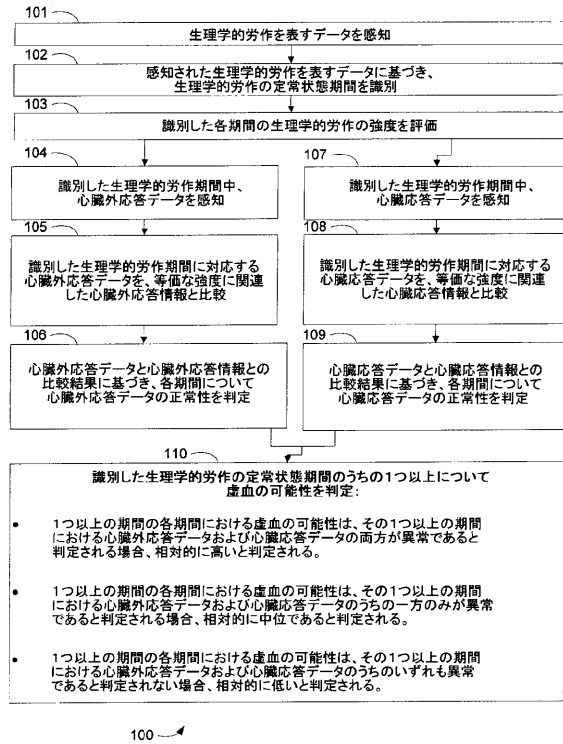 101
生理学的労作を表すデータを感知
102
感知された生理学的労作を表すデータに基づき、
生理学的労作の定常状態期間を識別
103
識別した各期間の生理学的労作の強度を評価
104
識別した生理学的労作期間中、
心臓外応答データを感知
105
識別した生理学的労作期間に対応する
心臓外応答データを、等価な強度に関連
した心臓外応答情報と比較
106
心臓外応答データと心臓外応答情報との
比較結果に基づき、各期間について
心臓外応答データの正常性を判定
107
識別した生理学的労作期間中、
心臓応答データを感知
108
識別した生理学的労作期間に対応する
心臓応答データを、等価な強度に関連
した心臓応答情報と比較
109
心臓応答データと心臓応答情報との
比較結果に基づき、各期間について
心臓応答データの正常性を判定
110
識別した生理学的労作の定常状態期間のうちの1つ以上について
虚血の可能性を判定:
• 1つ以上の期間の各期間における虚血の可能性は、その1つ以上の期間
における心臓外応答データおよび心臓応答データの両方が異常であると
判定される場合、相対的に高いと判定される。
• 1つ以上の期間の各期間における虚血の可能性は、その1つ以上の期間
における心臓外応答データおよび心臓応答データのうちの一方のみが異常
であると判定される場合、相対的に中位であると判定される。
• 1つ以上の期間の各期間における虚血の可能性は、その1つ以上の期間
における心臓外応答データおよび心臓応答データのうちのいずれも異常
であると判定されない場合、相対的に低いと判定される。
100